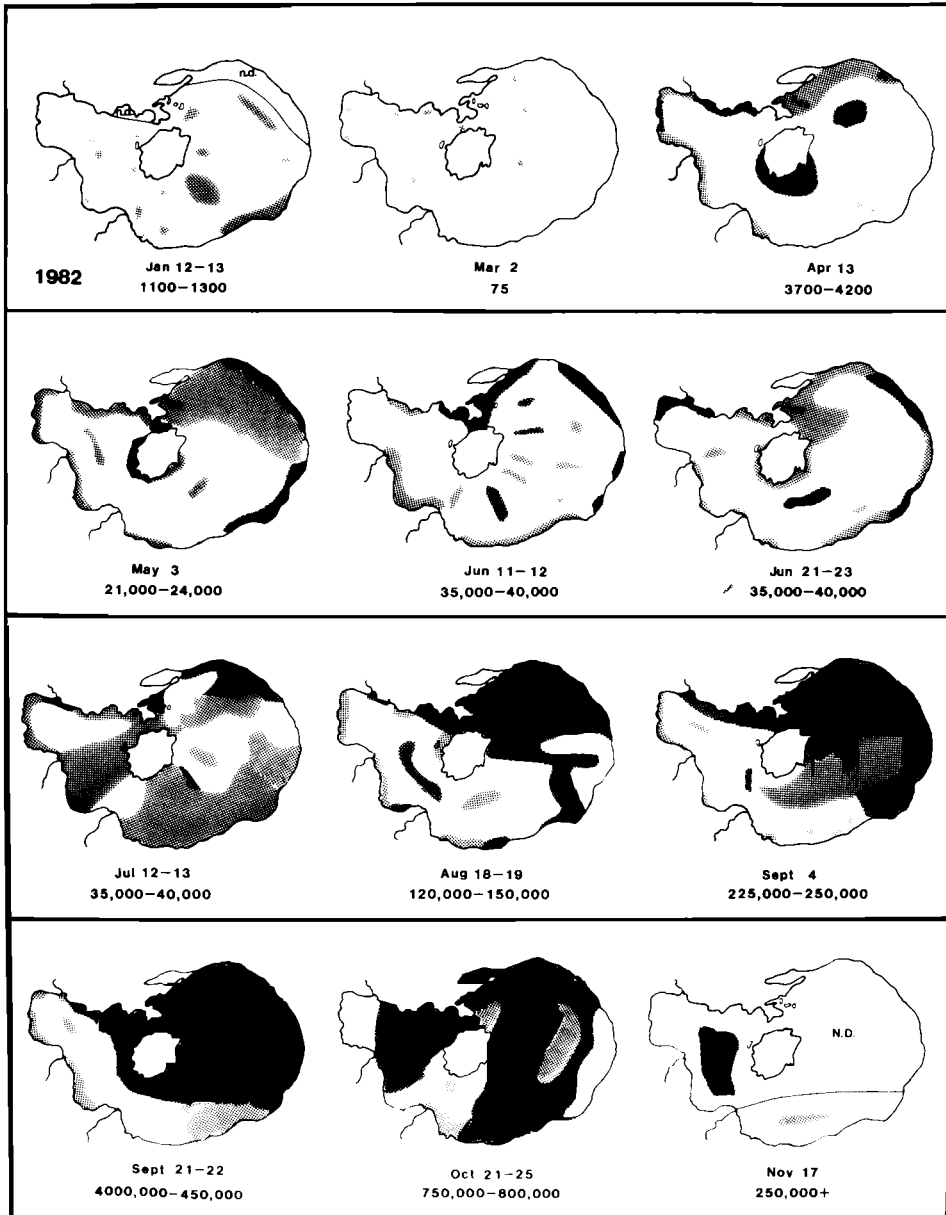 n.d.
n.d.
1982
Jan 12–13
1100–1300
Mar 2
75
Apr 13
3700–4200
May 3
21,000–24,000
Jun 11–12
35,000–40,000
Jun 21–23
35,000–40,000
Jul 12–13
35,000–40,000
Aug 18–19
120,000–150,000
Sept 4
225,000–250,000
Sept 21–22
4000,000–450,000
Oct 21–25
750,000–800,000
N.D.
Nov 17
250,000+